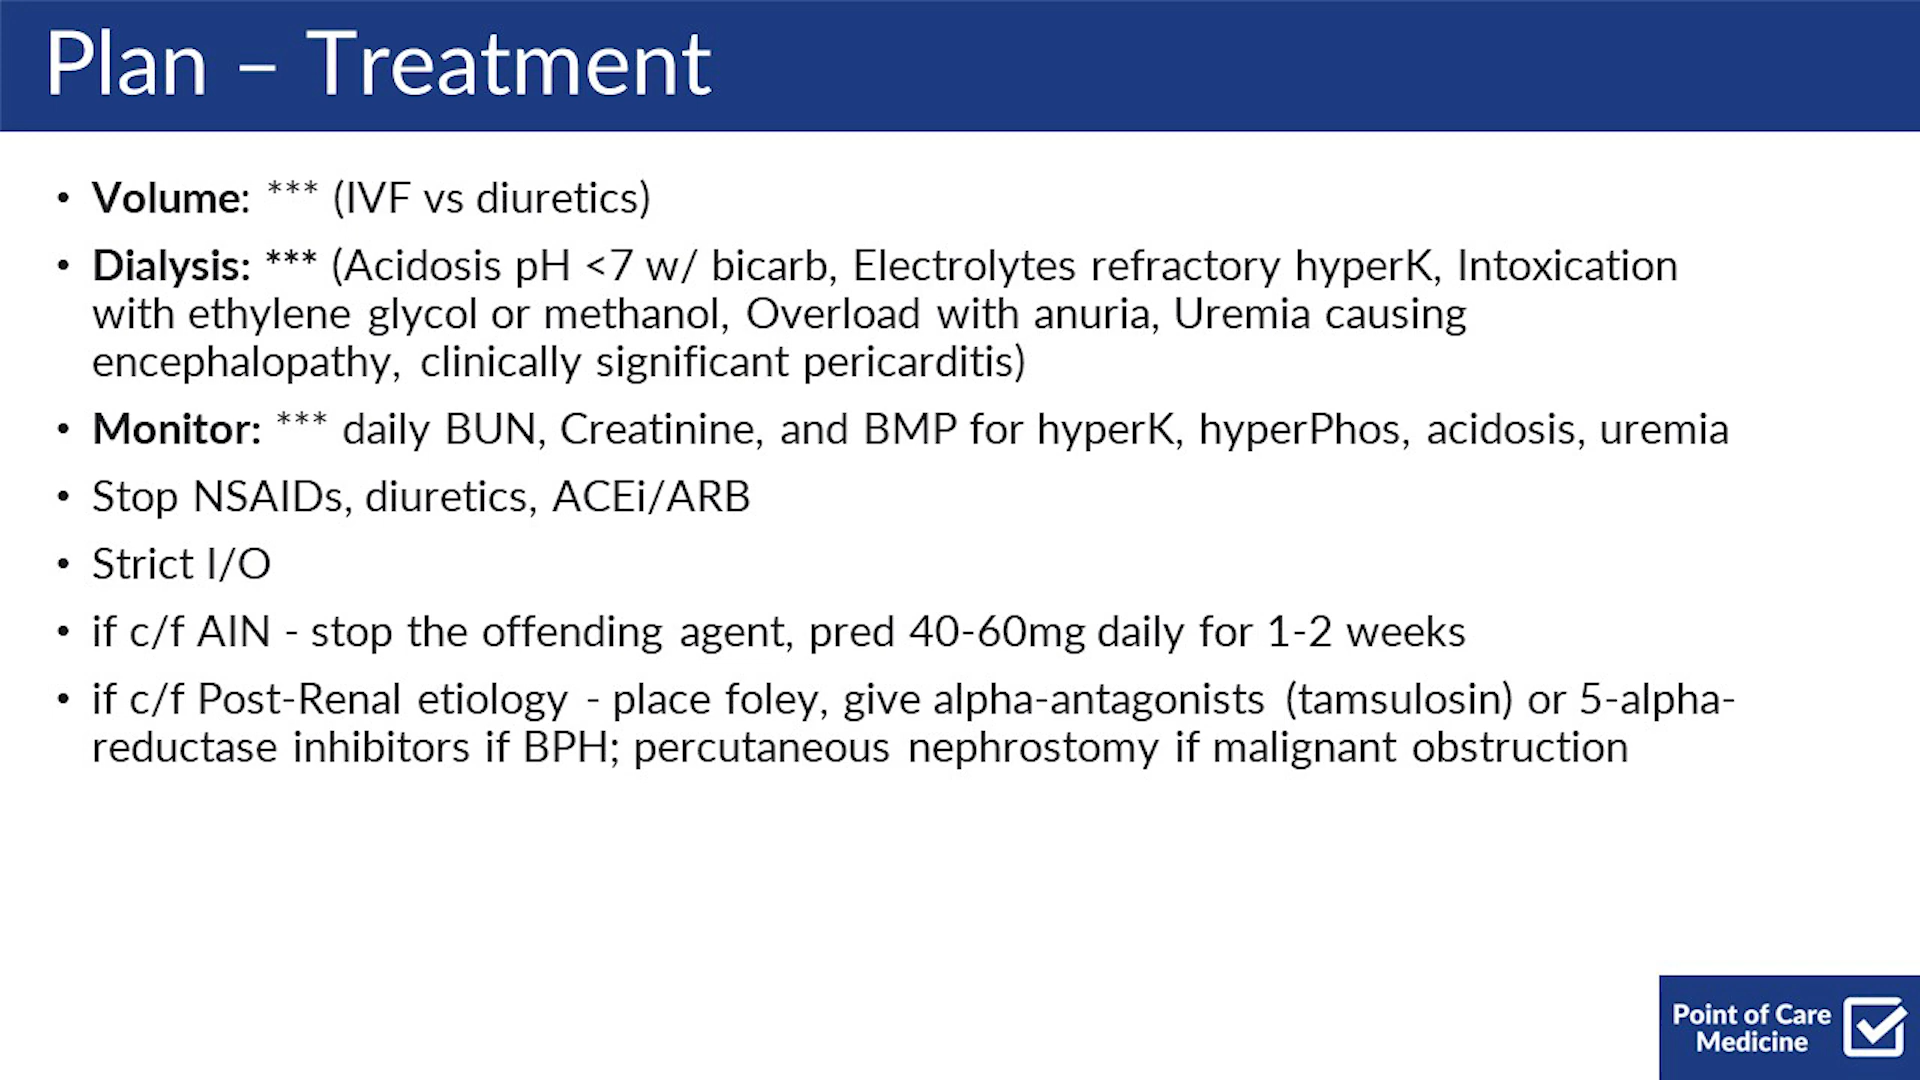 Plan – Treatment
• Volume: *** (IVF vs diuretics)
• Dialysis: *** (Acidosis pH <7 w/ bicarb, Electrolytes refractory hyperK, Intoxication
with ethylene glycol or methanol, Overload with anuria, Uremia causing
encephalopathy, clinically significant pericarditis)
• Monitor: *** daily BUN, Creatinine, and BMP for hyperK, hyperPhos, acidosis, uremia
• Stop NSAIDs, diuretics, ACEi/ARB
• Strict I/O
• if c/f AIN - stop the offending agent, pred 40-60mg daily for 1-2 weeks
• if c/f Post-Renal etiology - place foley, give alpha-antagonists (tamsulosin) or 5-alpha-
reductase inhibitors if BPH; percutaneous nephrostomy if malignant obstruction
Point of Care
Medicine